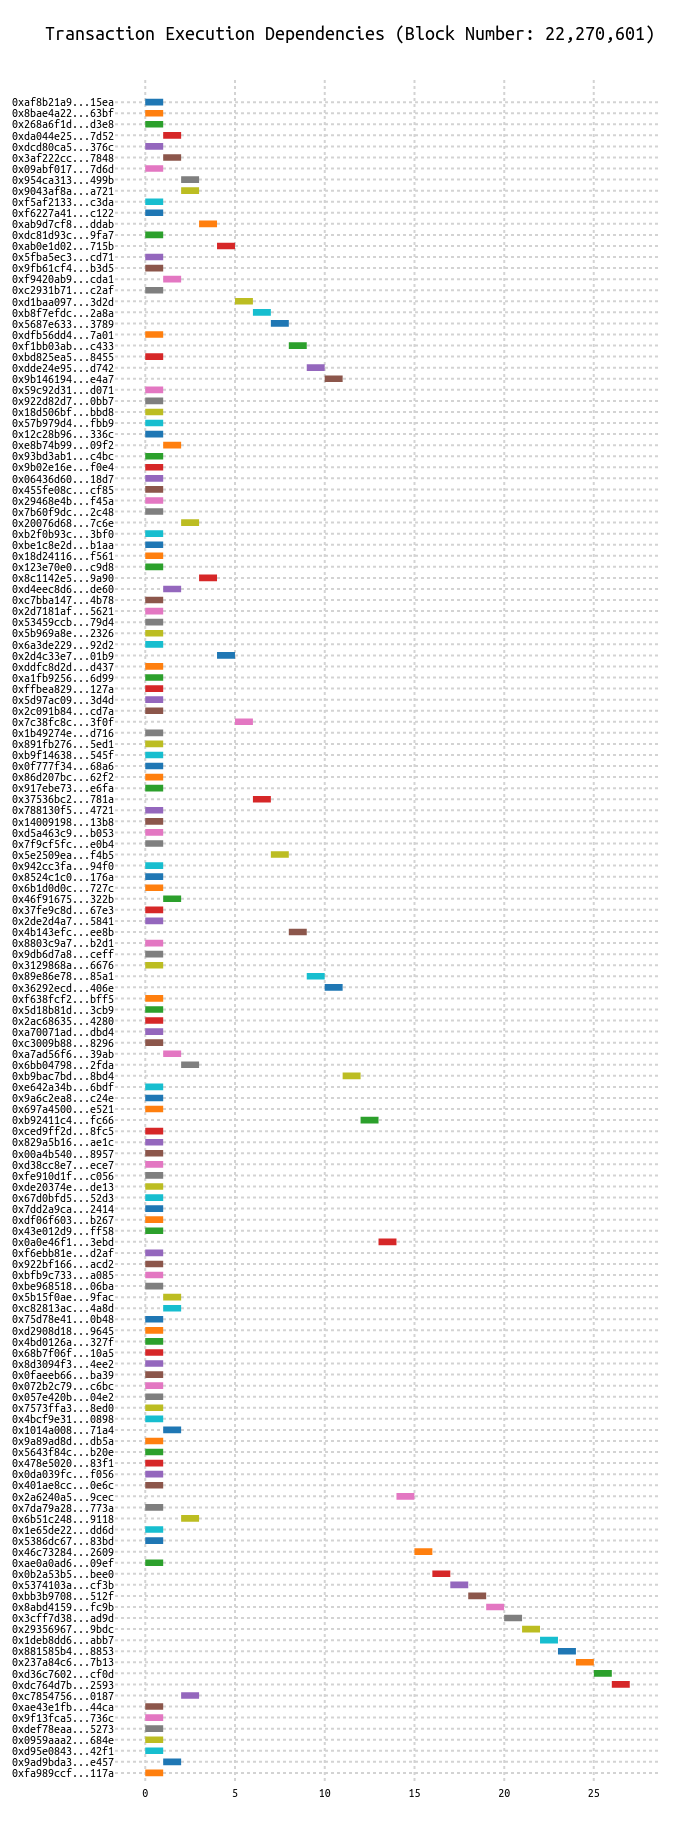 Transaction Execution Dependencies (Block Number: 22,270,601)
0xaf8b21a9...15ea
0x8bae4a22...63bf
0x268a6f1d...d3e8
0xda044e25...7d52
0xdcd80ca5...376c
0x3af222cc...7848
0x09abf017...7d6d
0x954ca313...499b
0x9043af8a...a721
0xf5af2133...c3da
0xf6227a41...c122
0xab9d7cf8...ddab
0xdc81d93c...9fa7
0xab0e1d02...715b
0x5fba5ec3...cd71
0x9fb61cf4...b3d5
0xf9420ab9...cda1
0xc2931b71...c2af
0xd1baa097...3d2d
0xb8f7efdc...2a8a
0x5687e633...3789
0xdfb56dd4...7a01
0xf1bb03ab...c433
0xbd825ea5...8455
0xdde24e95...d742
0x9b146194...e4a7
0x59c92d31...d071
0x922d82d7...0bb7
0x18d506bf...bbd8
0x57b979d4...fbb9
0x12c28b96...336c
0xe8b74b99...09f2
0x93bd3ab1...c4bc
0x9b02e16e...f0e4
0x06436d60...18d7
0x455fe08c...cf85
0x29468e4b...f45a
0x7b60f9dc...2c48
0x20076d68...7c6e
0xb2f0b93c...3bf0
0xbe1c8e2d...b1aa
0x18d24116...f561
0x123e70e0...c9d8
0x8c1142e5...9a90
0xd4eec8d6...de60
0xc7bba147...4b78
0x2d7181af...5621
0x53459ccb...79d4
0x5b969a8e...2326
0x6a3de229...92d2
0x2d4c33e7...01b9
0xddfc8d2d...d437
0xa1fb9256...6d99
0xffbea829...127a
0x5d97ac09...3d4d
0x2c091b84...cd7a
0x7c38fc8c...3f0f
0x1b49274e...d716
0x891fb276...5ed1
0xb9f14638...545f
0x0f777f34...68a6
0x86d207bc...62f2
0x917ebe73...e6fa
0x37536bc2...781a
0x788130f5...4721
0x14009198...13b8
0xd5a463c9...b053
0x7f9cf5fc...e0b4
0x5e2509ea...f4b5
0x942cc3fa...94f0
0x8524c1c0...176a
0x6b1d0d0c...727c
0x46f91675...322b
0x37fe9c8d...67e3
0x2de2d4a7...5841
0x4b143efc...ee8b
0x8803c9a7...b2d1
0x9db6d7a8...ceff
0x3129868a...6676
0x89e86e78...85a1
0x36292ecd...406e
0xf638fcf2...bff5
0x5d18b81d...3cb9
0x2ac68635...4280
0xa70071ad...dbd4
0xc3009b88...8296
0xa7ad56f6...39ab
0x6bb04798...2fda
0xb9bac7bd...8bd4
0xe642a34b...6bdf
0x9a6c2ea8...c24e
0x697a4500...e521
0xb92411c4...fc66
0xced9ff2d...8fc5
0x829a5b16...ae1c
0x00a4b540...8957
0xd38cc8e7...ece7
0xfe910d1f...c056
0xde20374e...de13
0x67d0bfd5...52d3
0x7dd2a9ca...2414
0xdf06f603...b267
0x43e012d9...ff58
0x0a0e46f1...3ebd
0xf6ebb81e...d2af
0x922bf166...acd2
0xbfb9c733...a085
0xbe968518...06ba
0x5b15f0ae...9fac
0xc82813ac...4a8d
0x75d78e41...0b48
0xd2908d18...9645
0x4bd0126a...327f
0x68b7f06f...10a5
0x8d3094f3...4ee2
0x0faeeb66...ba39
0x072b2c79...c6bc
0x057e420b...04e2
0x7573ffa3...8ed0
0x4bcf9e31...0898
0x1014a008...71a4
0x9a89ad8d...db5a
0x5643f84c...b20e
0x478e5020...83f1
0x0da039fc...f056
0x401ae8cc...0e6c
0x2a6240a5...9cec
0x7da79a28...773a
0x6b51c248...9118
0x1e65de22...dd6d
0x5386dc67...83bd
0x46c73284...2609
0xae0a0ad6...09ef
0x0b2a53b5...bee0
0x5374103a...cf3b
0xbb3b9708...512f
0x8abd4159...fc9b
0x3cff7d38...ad9d
0x29356967...9bdc
0x1deb8dd6...abb7
0x881585b4...8853
0x237a84c6...7b13
0xd36c7602...cf0d
0xdc764d7b...2593
0xc7854756...0187
0xae43e1fb...44ca
0x9f13fca5...736c
0xdef78eaa...5273
0x0959aaa2...684e
0xd95e0843...42f1
0x9ad9bda3...e457
0xfa989ccf...117a
0 5 10 15 20 25